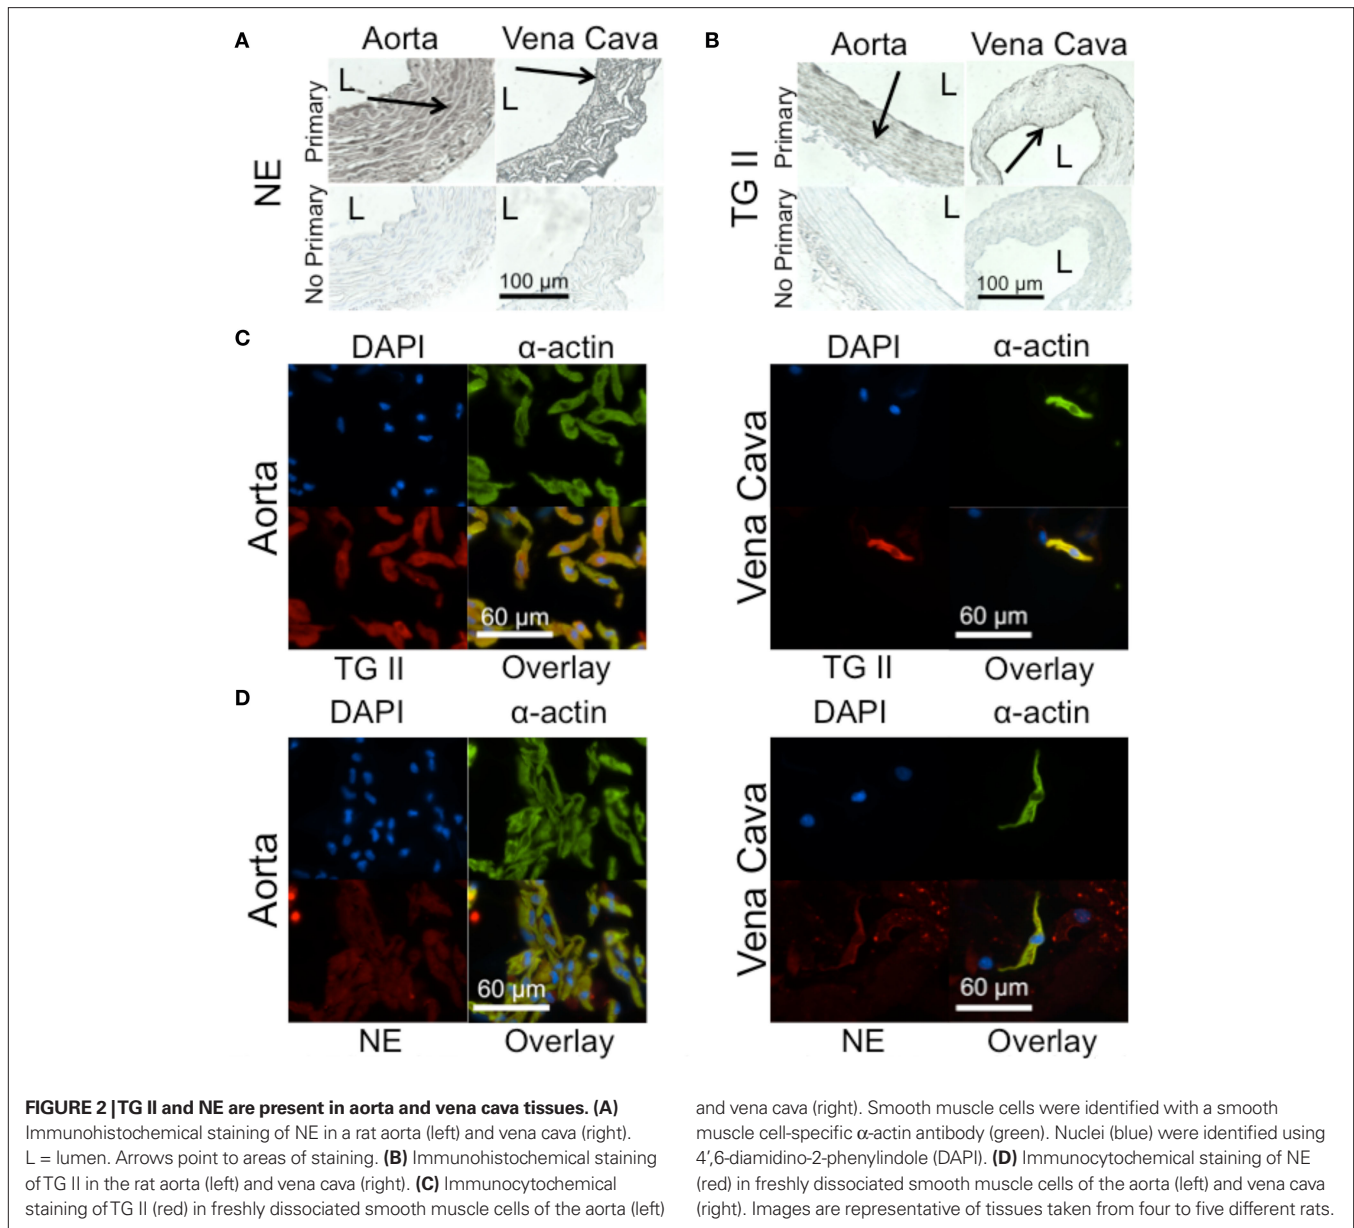 A
Aorta
Vena Cava
NE
Primary
L
L
No Primary
L
L
100 µm
B
Aorta
Vena Cava
TG II
Primary
L
L
No Primary
L
L
100 µm
C
DAPI
α-actin
Aorta
60 µm
TG II
Overlay
DAPI
α-actin
Vena Cava
60 µm
TG II
Overlay
D
DAPI
α-actin
Aorta
60 µm
NE
Overlay
DAPI
α-actin
Vena Cava
60 µm
NE
Overlay
FIGURE 2 | TG II and NE are present in aorta and vena cava tissues. (A)
Immunohistochemical staining of NE in a rat aorta (left) and vena cava (right).
L = lumen. Arrows point to areas of staining. (B) Immunohistochemical staining
of TG II in the rat aorta (left) and vena cava (right). (C) Immunocytochemical
staining of TG II (red) in freshly dissociated smooth muscle cells of the aorta (left)
and vena cava (right). Smooth muscle cells were identified with a smooth
muscle cell-specific α-actin antibody (green). Nuclei (blue) were identified using
4′,6-diamidino-2-phenylindole (DAPI). (D) Immunocytochemical staining of NE
(red) in freshly dissociated smooth muscle cells of the aorta (left) and vena cava
(right). Images are representative of tissues taken from four to five different rats.